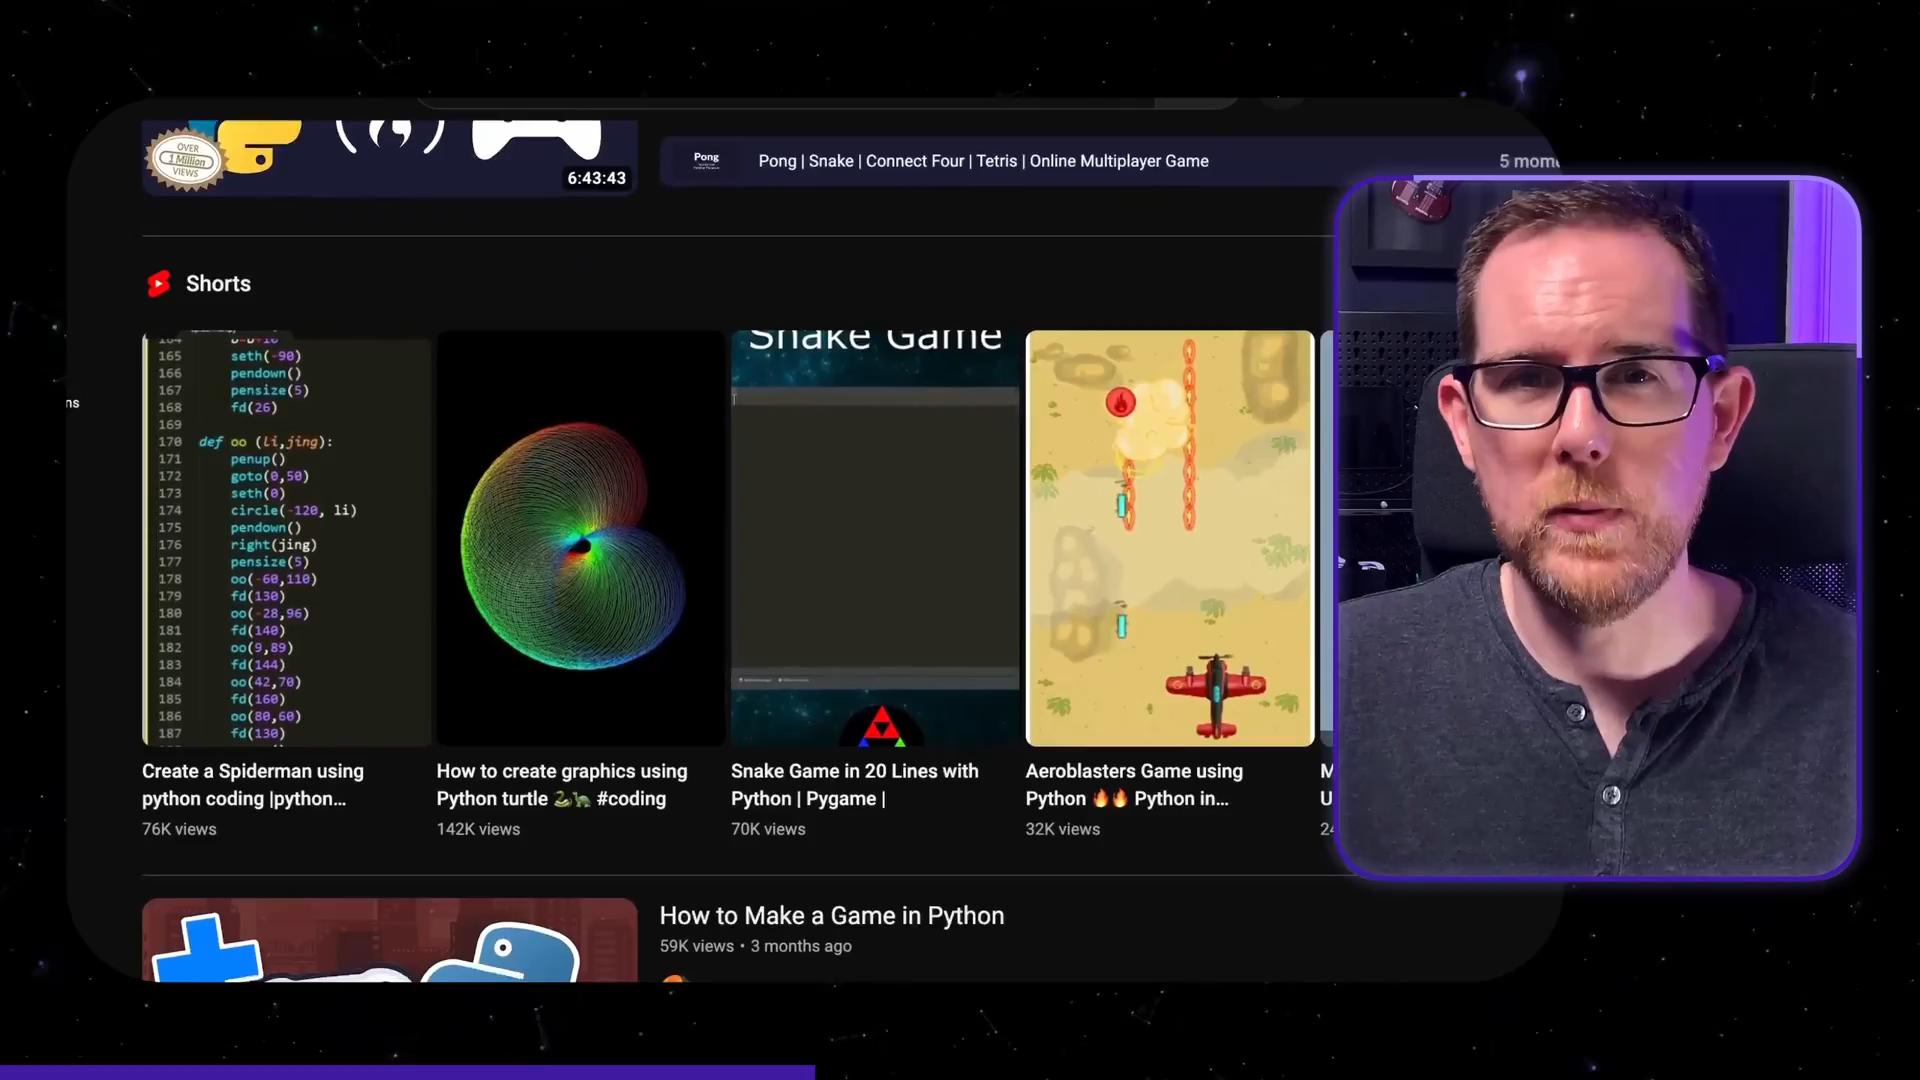 OVER
1 Million
VIEWS
6:43:43
Pong
Pong | Snake | Connect Four | Tetris | Online Multiplayer Game
5 mome
Shorts
ns
165 seth(-90)
166 pendown()
167 pensize(5)
168 fd(26)
169
170 def oo (li,jing):
171 penup()
172 goto(0,50)
173 seth(0)
174 circle(-120, li)
175 pendown()
176 right(jing)
177 pensize(5)
178 oo(-60,110)
179 fd(130)
180 oo(-28,96)
181 fd(140)
182 oo(9,89)
183 fd(144)
184 oo(42,70)
185 fd(160)
186 oo(80,60)
187 fd(130)
Snake Game
Create a Spiderman using
python coding |python...
76K views
How to create graphics using
Python turtle 🐍🦕 #coding
142K views
Snake Game in 20 Lines with
Python | Pygame |
70K views
Aeroblasters Game using
Python 🔥🔥 Python in...
32K views
M
U
24
How to Make a Game in Python
59K views • 3 months ago